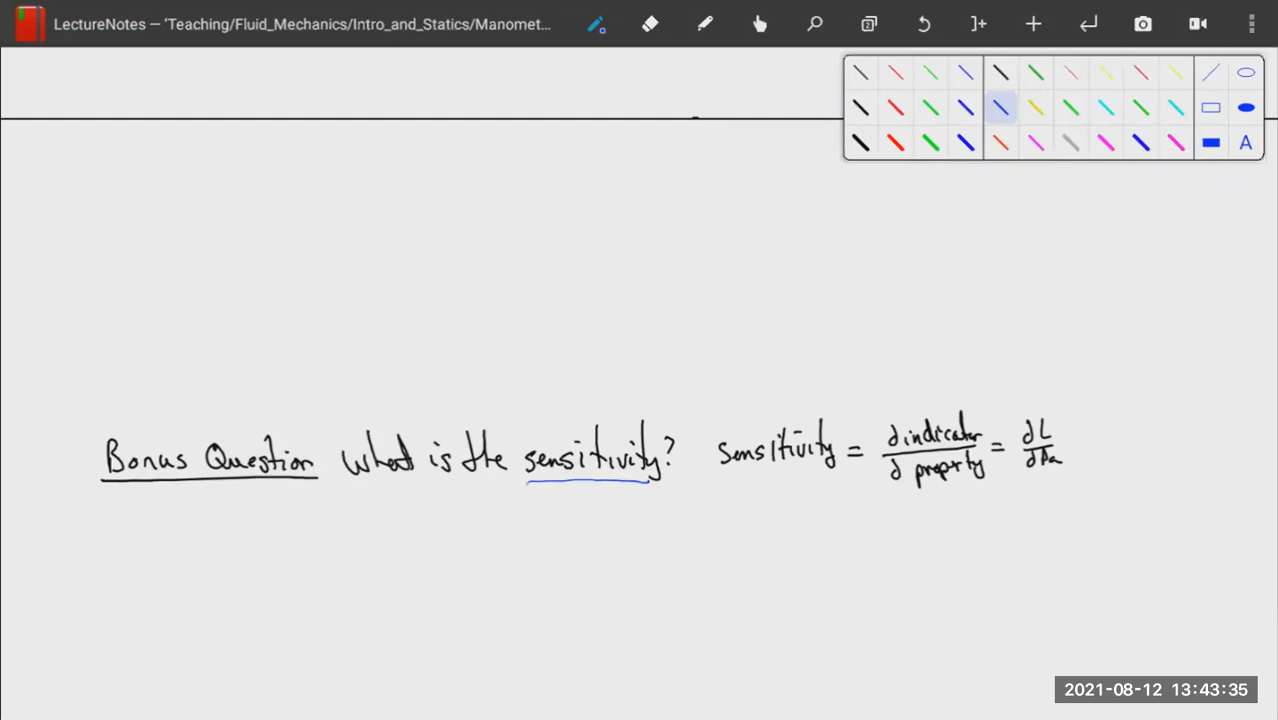 LectureNotes — ‘Teaching/Fluid_Mechanics/Intro_and_Statics/Manomet...
A
Bonus Question What is the sensitivity? sensitivity = ∂ indicator / ∂ property = ∂L / ∂Pa
2021-08-12 13:43:35